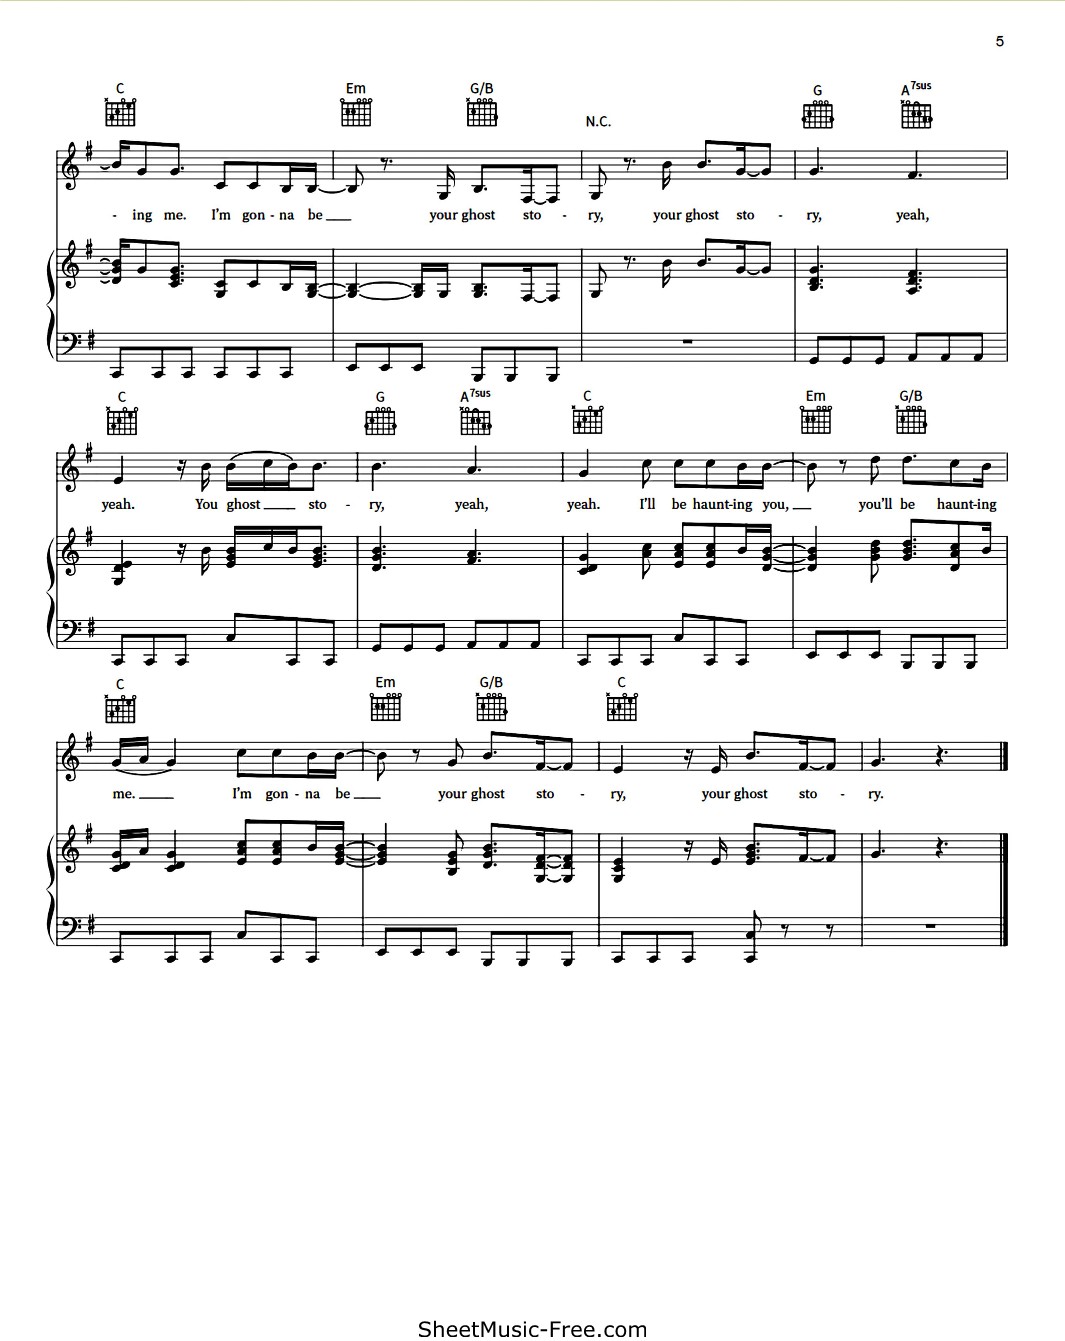 5
C Em G/B N.C. G A7sus
- ing me. I'm gon - na be ___ your ghost sto - ry, your ghost sto - ry, yeah,
C G A7sus C Em G/B
yeah. You ghost ___ sto - ry, yeah, yeah. I'll be haunt-ing you, ___ you'll be haunt-ing
C Em G/B C
me. ___ I'm gon - na be ___ your ghost sto - ry, your ghost sto - ry.
SheetMusic-Free.com